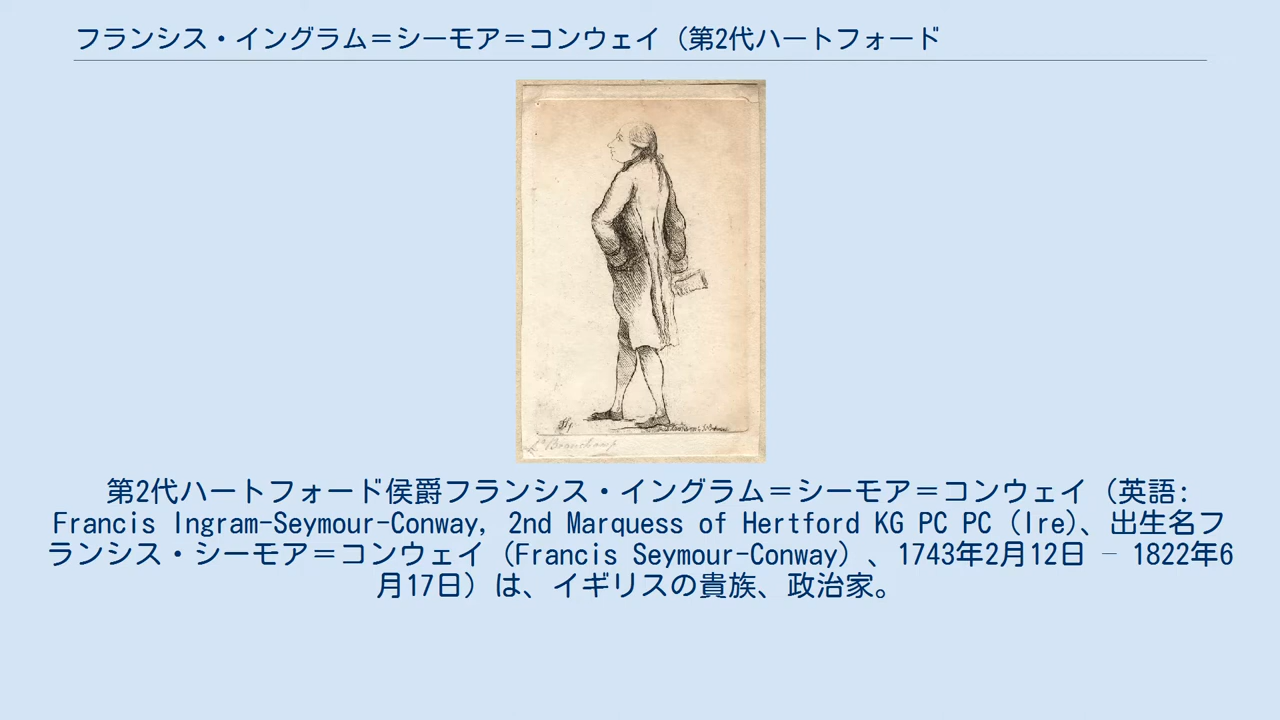 フランシス・イングラム＝シーモア＝コンウェイ（第2代ハートフォード
Ld Beauchamp
第2代ハートフォード侯爵フランシス・イングラム＝シーモア＝コンウェイ（英語:
Francis Ingram-Seymour-Conway, 2nd Marquess of Hertford KG PC PC (Ire)、出生名フ
ランシス・シーモア＝コンウェイ（Francis Seymour-Conway）、1743年2月12日 – 1822年6
月17日）は、イギリスの貴族、政治家。